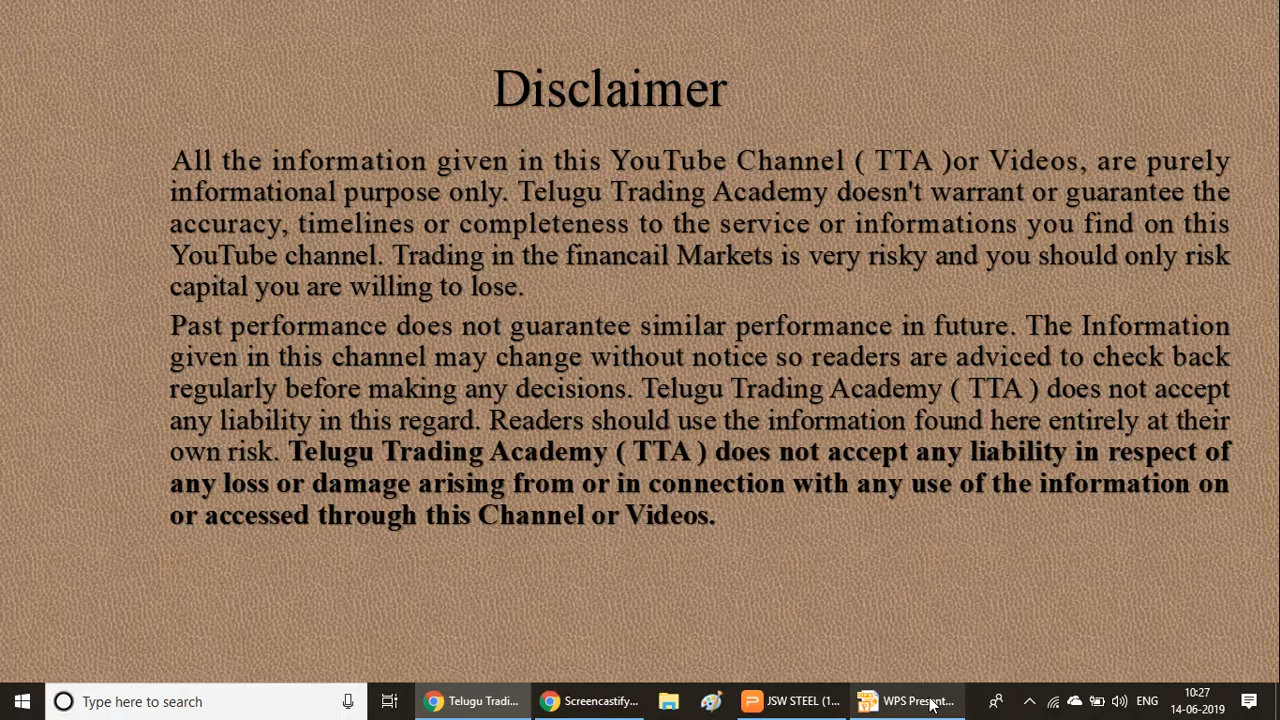 Disclaimer
All the information given in this YouTube Channel ( TTA )or Videos, are purely
informational purpose only. Telugu Trading Academy doesn't warrant or guarantee the
accuracy, timelines or completeness to the service or informations you find on this
YouTube channel. Trading in the financail Markets is very risky and you should only risk
capital you are willing to lose.
Past performance does not guarantee similar performance in future. The Information
given in this channel may change without notice so readers are adviced to check back
regularly before making any decisions. Telugu Trading Academy ( TTA ) does not accept
any liability in this regard. Readers should use the information found here entirely at their
own risk. Telugu Trading Academy ( TTA ) does not accept any liability in respect of
any loss or damage arising from or in connection with any use of the information on
or accessed through this Channel or Videos.
Type here to search Telugu Tradi... Screencastify... JSW STEEL (1... WPS Present... ENG 10:27
14-06-2019